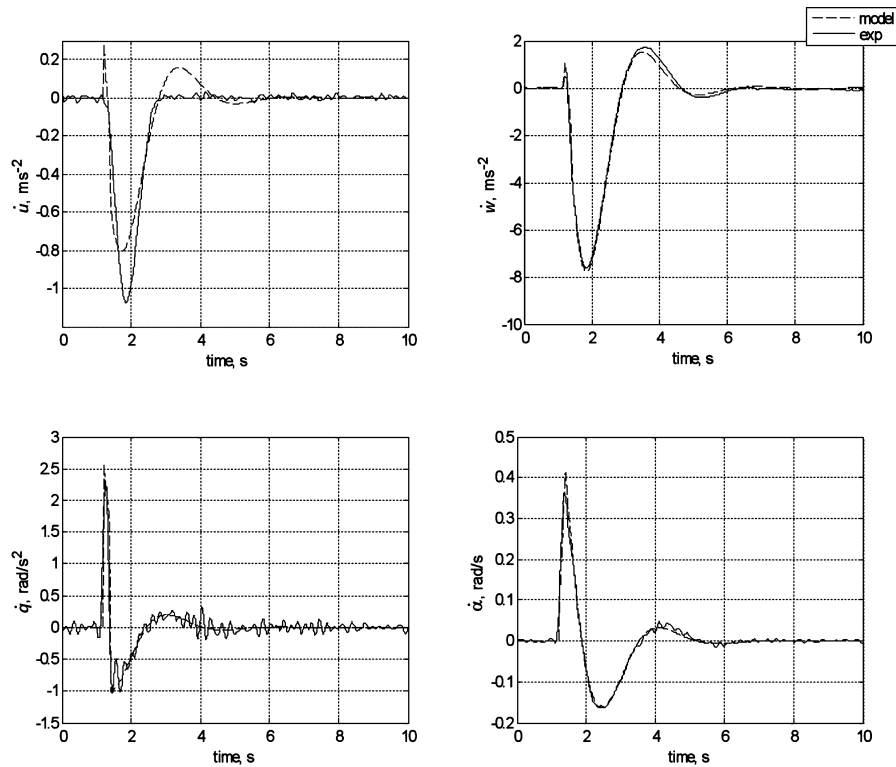 model
exp
0.2
0
-0.2
-0.4
-0.6
-0.8
-1
u̇, ms-2
0 2 4 6 8 10
time, s
2
0
-2
-4
-6
-8
-10
ẇ, ms-2
0 2 4 6 8 10
time, s
3
2.5
2
1.5
1
0.5
0
-0.5
-1
-1.5
q̇, rad/s2
0 2 4 6 8 10
time, s
0.5
0.4
0.3
0.2
0.1
0
-0.1
-0.2
α̇, rad/s
0 2 4 6 8 10
time, s